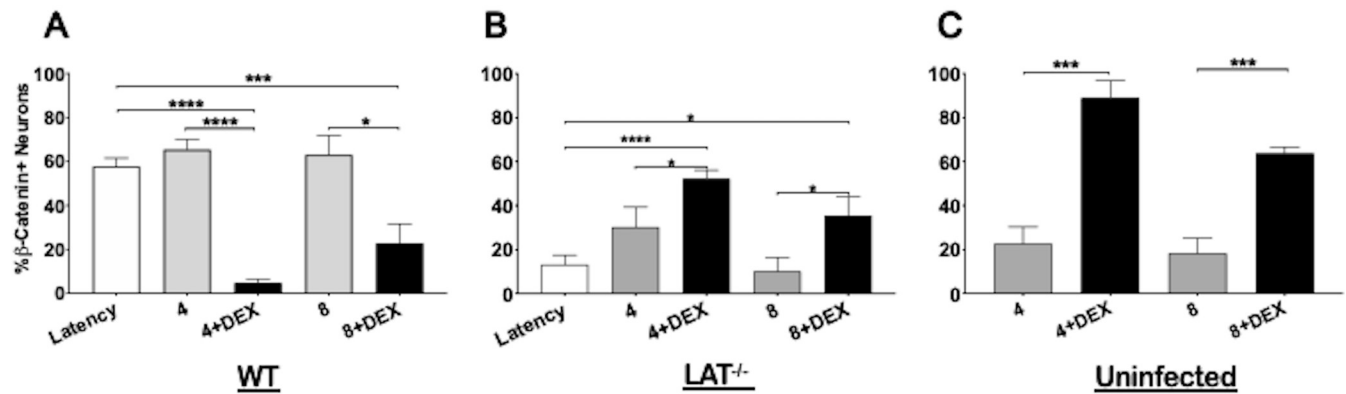 A
%β-Catenin+ Neurons
100
80
60
40
20
0
***
****
****
*
Latency
4
4+DEX
8
8+DEX
WT
B
100
80
60
40
20
0
*
****
*
*
Latency
4
4+DEX
8
8+DEX
LAT-/-
C
100
80
60
40
20
0
***
***
4
4+DEX
8
8+DEX
Uninfected